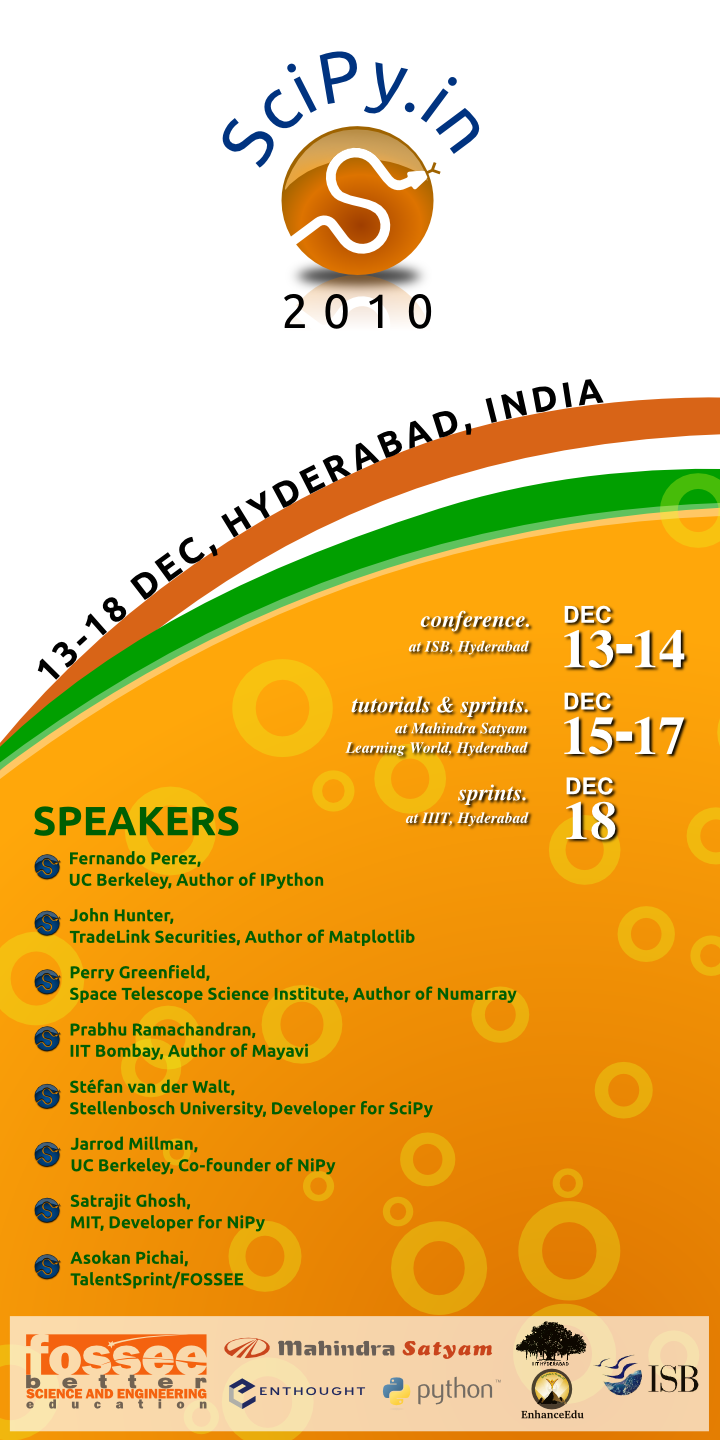 SciPy.in
2010
13-18 DEC, HYDERABAD, INDIA
conference.
at ISB, Hyderabad
DEC
13-14
tutorials & sprints.
at Mahindra Satyam
Learning World, Hyderabad
DEC
15-17
sprints.
at IIIT, Hyderabad
DEC
18
SPEAKERS
Fernando Perez,
UC Berkeley, Author of IPython
John Hunter,
TradeLink Securities, Author of Matplotlib
Perry Greenfield,
Space Telescope Science Institute, Author of Numarray
Prabhu Ramachandran,
IIT Bombay, Author of Mayavi
Stéfan van der Walt,
Stellenbosch University, Developer for SciPy
Jarrod Millman,
UC Berkeley, Co-founder of NiPy
Satrajit Ghosh,
MIT, Developer for NiPy
Asokan Pichai,
TalentSprint/FOSSEE
fossee
better
SCIENCE AND ENGINEERING
education
Mahindra Satyam
ENTHOUGHT
python™
IIIT HYDERABAD
EnhanceEdu
ISB